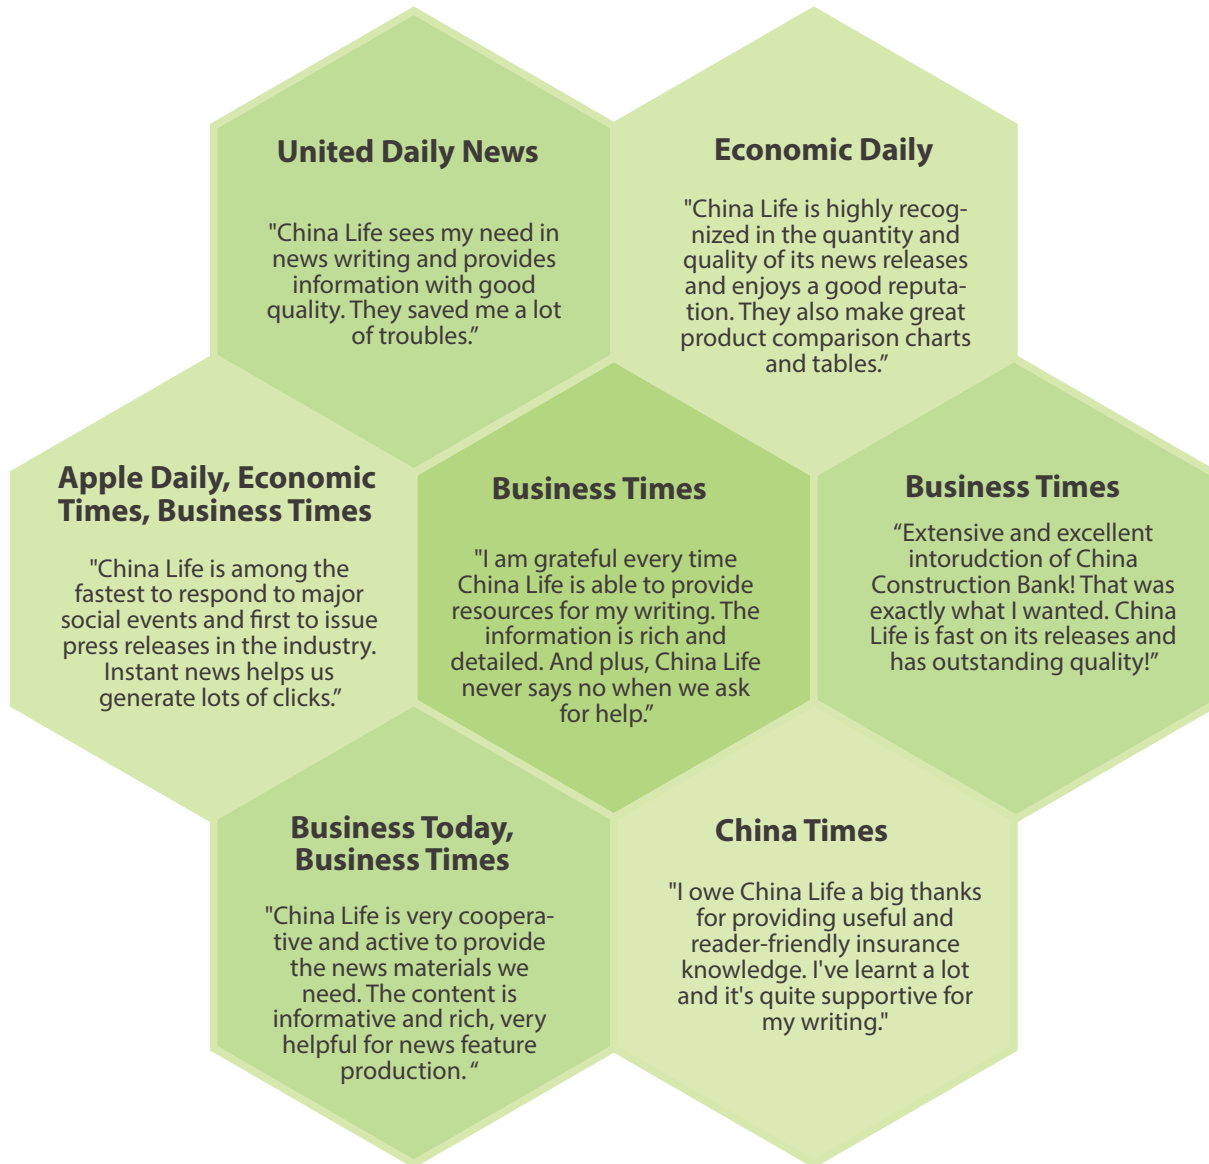 United Daily News
"China Life sees my need in
news writing and provides
information with good
quality. They saved me a lot
of troubles.”
Economic Daily
"China Life is highly recog-
nized in the quantity and
quality of its news releases
and enjoys a good reputa-
tion. They also make great
product comparison charts
and tables.”
Apple Daily, Economic
Times, Business Times
"China Life is among the
fastest to respond to major
social events and first to issue
press releases in the industry.
Instant news helps us
generate lots of clicks.”
Business Times
"I am grateful every time
China Life is able to provide
resources for my writing. The
information is rich and
detailed. And plus, China Life
never says no when we ask
for help.”
Business Times
“Extensive and excellent
intorudction of China
Construction Bank! That was
exactly what I wanted. China
Life is fast on its releases and
has outstanding quality!”
Business Today,
Business Times
"China Life is very coopera-
tive and active to provide
the news materials we
need. The content is
informative and rich, very
helpful for news feature
production. “
China Times
"I owe China Life a big thanks
for providing useful and
reader-friendly insurance
knowledge. I've learnt a lot
and it's quite supportive for
my writing."